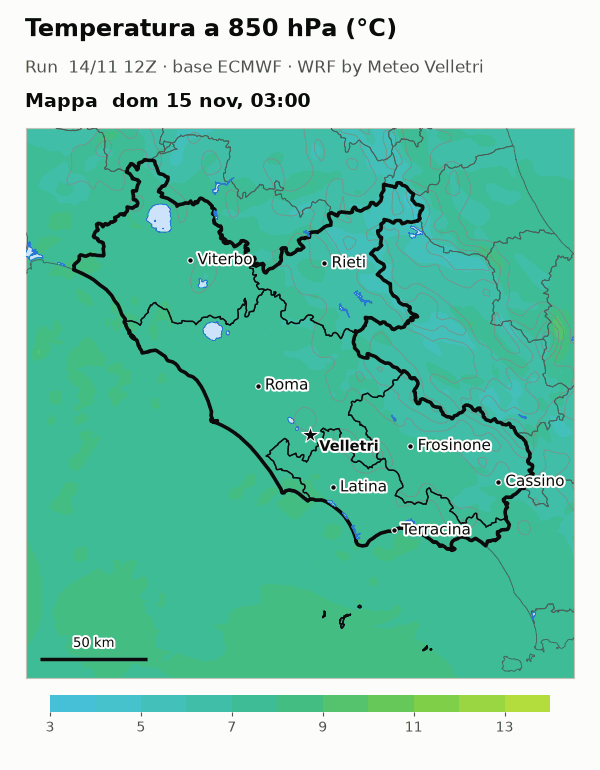 Temperatura a 850 hPa (°C)
Run  14/11 12Z · base ECMWF · WRF by Meteo Velletri
Mappa  dom 15 nov, 03:00
Viterbo
Rieti
Roma
Velletri
Frosinone
Cassino
Latina
Terracina
50 km
3 5 7 9 11 13